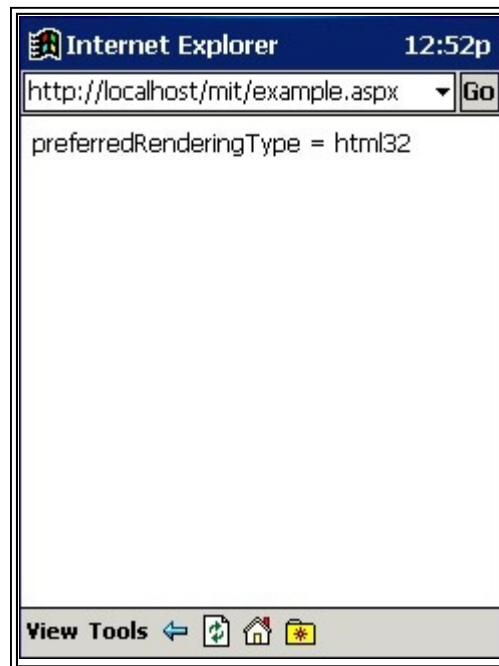 Internet Explorer 12:52p
http://localhost/mit/example.aspx Go
preferredRenderingType = html32
View Tools